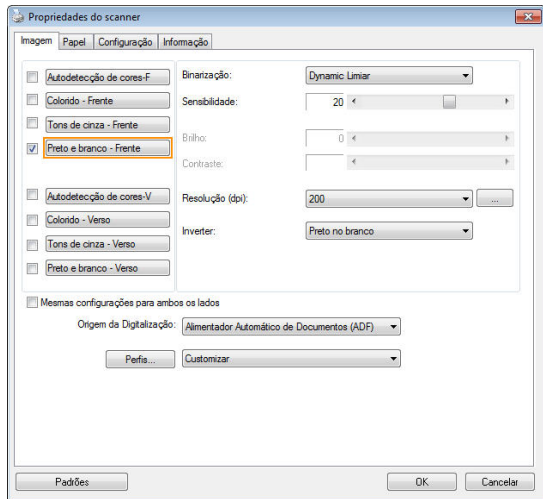 Propriedades do scanner
Imagem Papel Configuração Informação
Autodetecção de cores-F
Colorido - Frente
Tons de cinza - Frente
Preto e branco - Frente
Autodetecção de cores-V
Colorido - Verso
Tons de cinza - Verso
Preto e branco - Verso
Binarização: Dynamic Limiar
Sensibilidade: 20
Brilho: 0
Contraste:
Resolução (dpi): 200 ...
Inverter: Preto no branco
Mesmas configurações para ambos os lados
Origem da Digitalização: Alimentador Automático de Documentos (ADF)
Perfis... Customizar
Padrões OK Cancelar